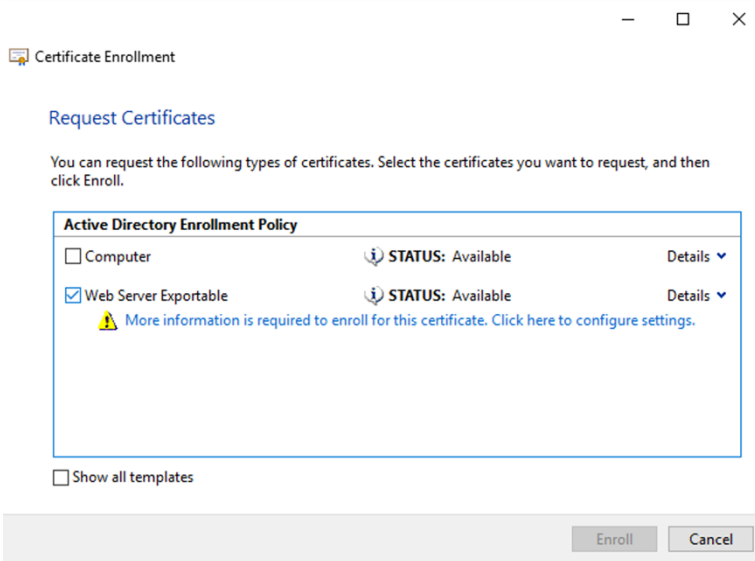 Certificate Enrollment
Request Certificates
You can request the following types of certificates. Select the certificates you want to request, and then
click Enroll.
Active Directory Enrollment Policy
Computer STATUS: Available Details
Web Server Exportable STATUS: Available Details
More information is required to enroll for this certificate. Click here to configure settings.
Show all templates
Enroll Cancel